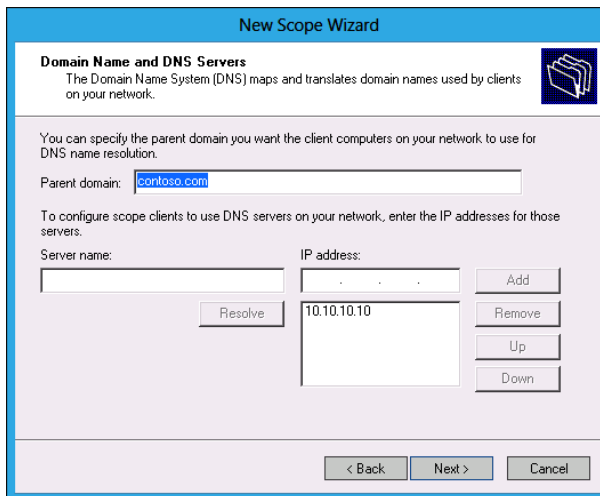 New Scope Wizard
Domain Name and DNS Servers
The Domain Name System (DNS) maps and translates domain names used by clients
on your network.
You can specify the parent domain you want the client computers on your network to use for
DNS name resolution.
Parent domain: contoso.com
To configure scope clients to use DNS servers on your network, enter the IP addresses for those
servers.
Server name: IP address:
. . . Add
Resolve 10.10.10.10 Remove
Up
Down
< Back Next > Cancel